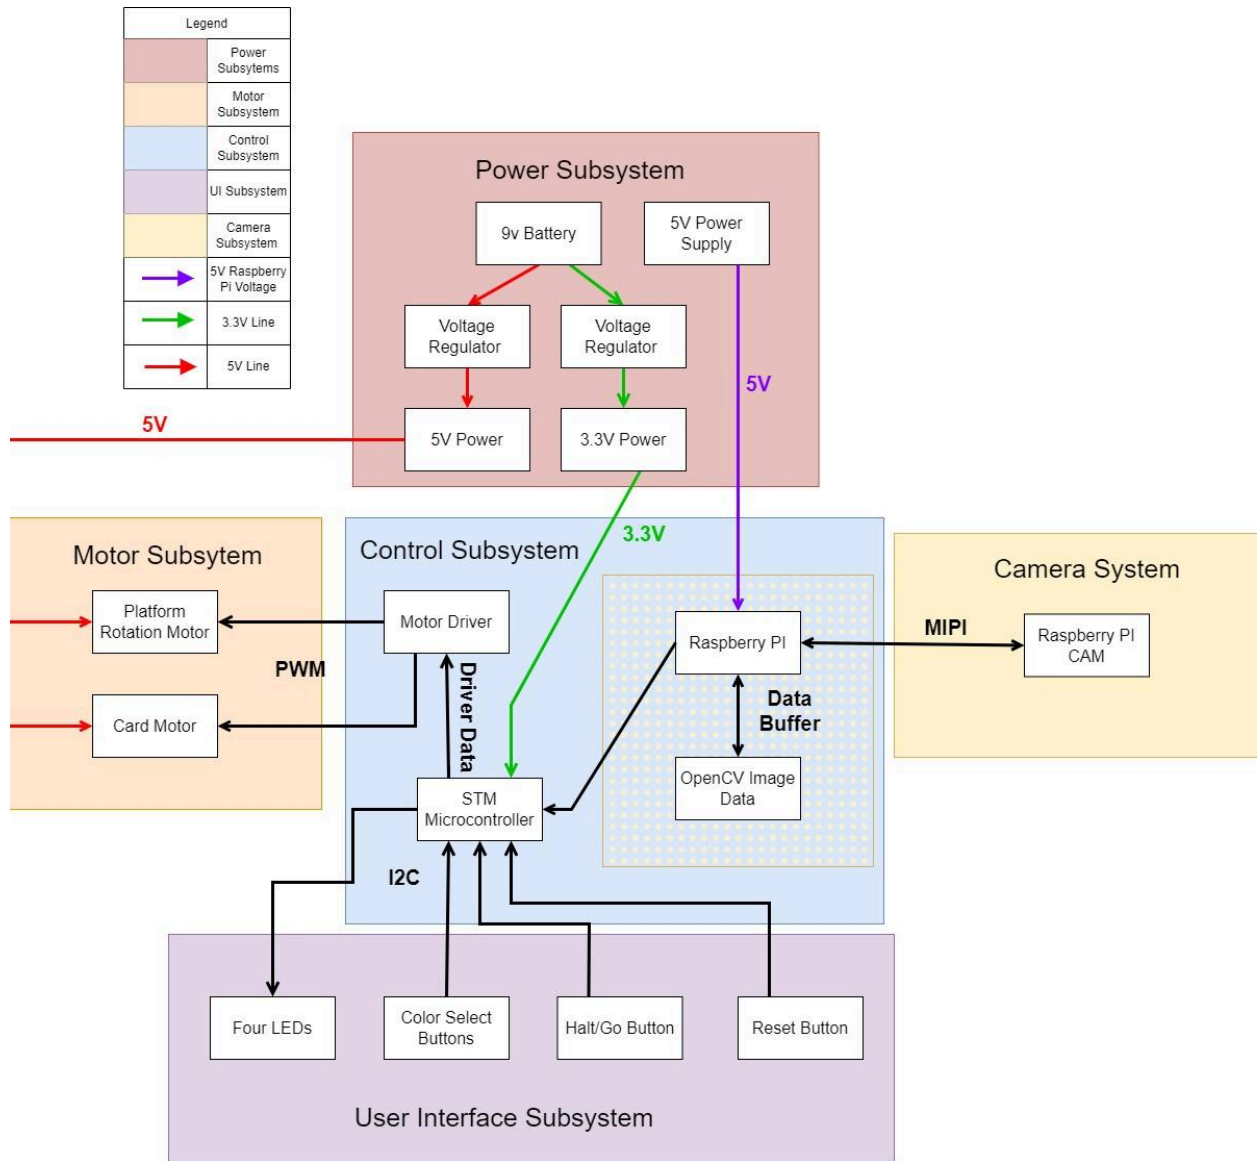 Legend
Power
Subsytems
Motor
Subsystem
Control
Subsystem
UI Subsystem
Camera
Subsystem
5V Raspberry
Pi Voltage
3.3V Line
5V Line
Power Subsystem
9v Battery
5V Power
Supply
Voltage
Regulator
Voltage
Regulator
5V
5V
5V Power
3.3V Power
3.3V
Motor Subsytem
Control Subsystem
Camera System
Platform
Rotation Motor
Motor Driver
Raspberry PI
MIPI
Raspberry PI
CAM
PWM
Driver Data
Data
Buffer
Card Motor
STM
Microcontroller
OpenCV Image
Data
I2C
Four LEDs
Color Select
Buttons
Halt/Go Button
Reset Button
User Interface Subsystem